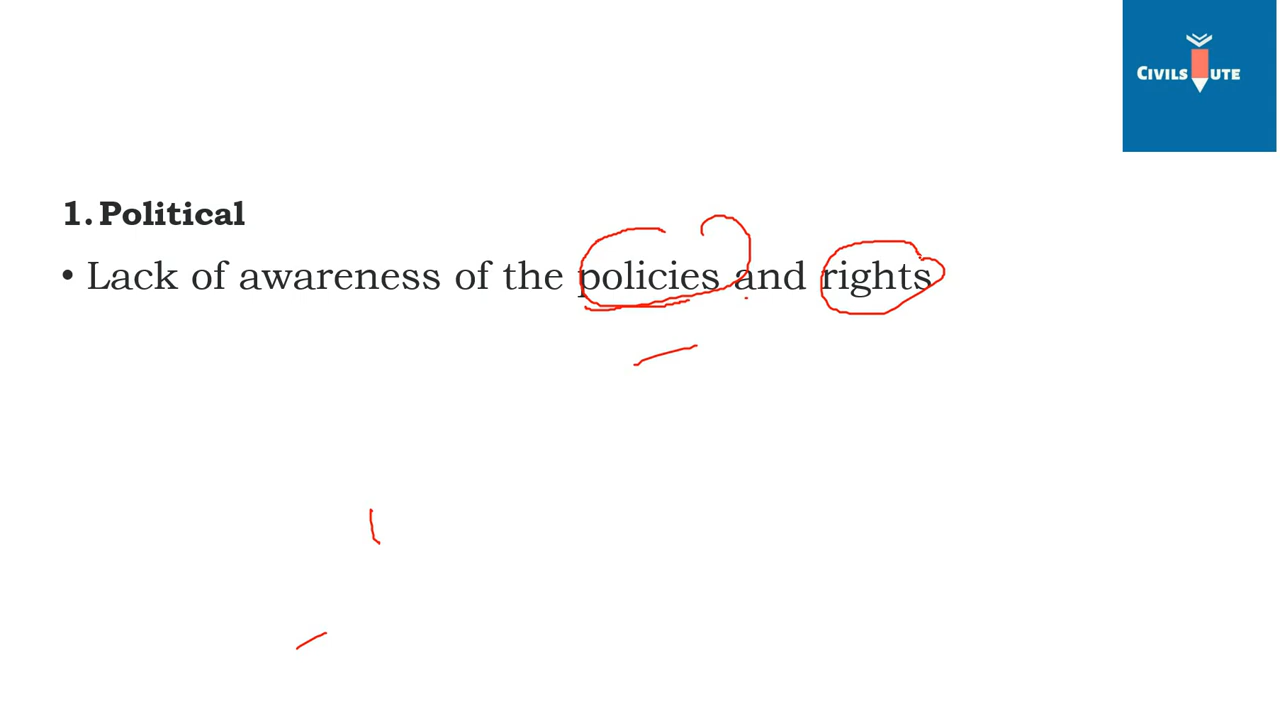 CIVILS UTE
1. Political
• Lack of awareness of the policies and rights